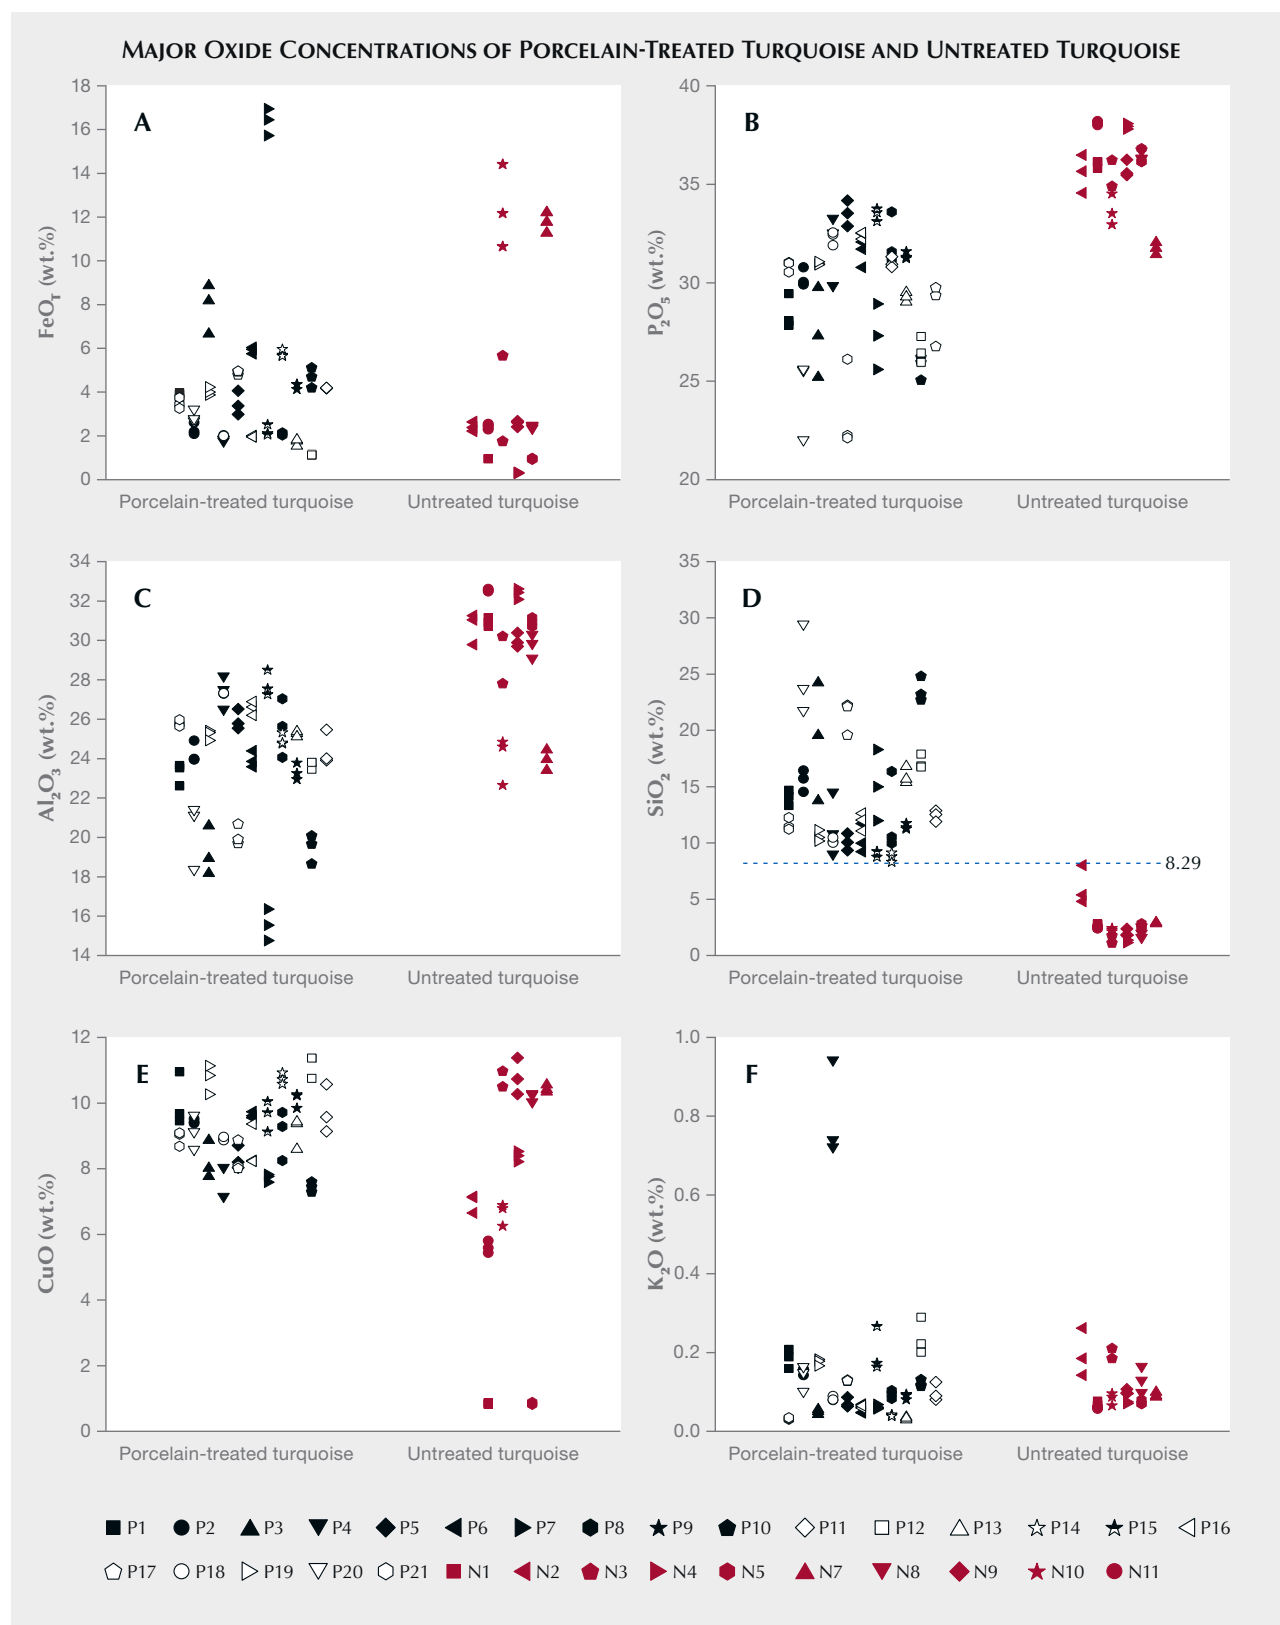 MAJOR OXIDE CONCENTRATIONS OF PORCELAIN-TREATED TURQUOISE AND UNTREATED TURQUOISE
A
FeOT (wt.%)
18
16
14
12
10
8
6
4
2
0
Porcelain-treated turquoise Untreated turquoise
B
P2O5 (wt.%)
40
35
30
25
20
Porcelain-treated turquoise Untreated turquoise
C
Al2O3 (wt.%)
34
32
30
28
26
24
22
20
18
16
14
Porcelain-treated turquoise Untreated turquoise
D
SiO2 (wt.%)
35
30
25
20
15
10
5
0
8.29
Porcelain-treated turquoise Untreated turquoise
E
CuO (wt.%)
12
10
8
6
4
2
0
Porcelain-treated turquoise Untreated turquoise
F
K2O (wt.%)
1.0
0.8
0.6
0.4
0.2
0.0
Porcelain-treated turquoise Untreated turquoise
P1 P2 P3 P4 P5 P6 P7 P8 P9 P10 P11 P12 P13 P14 P15 P16
P17 P18 P19 P20 P21 N1 N2 N3 N4 N5 N7 N8 N9 N10 N11